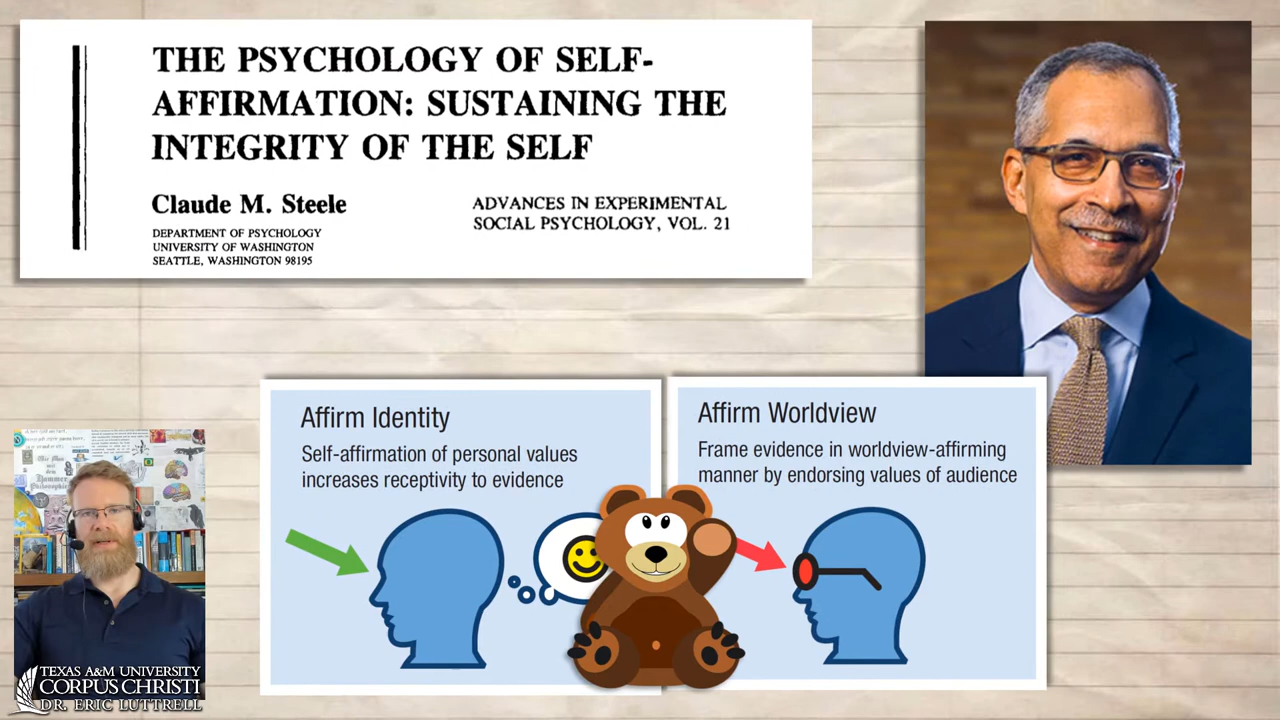 THE PSYCHOLOGY OF SELF-
AFFIRMATION: SUSTAINING THE
INTEGRITY OF THE SELF
Claude M. Steele
DEPARTMENT OF PSYCHOLOGY
UNIVERSITY OF WASHINGTON
SEATTLE, WASHINGTON 98195
ADVANCES IN EXPERIMENTAL
SOCIAL PSYCHOLOGY, VOL. 21
Affirm Identity
Self-affirmation of personal values
increases receptivity to evidence
Affirm Worldview
Frame evidence in worldview-affirming
manner by endorsing values of audience
TEXAS A&M UNIVERSITY
CORPUS CHRISTI
DR. ERIC LUTTRELL